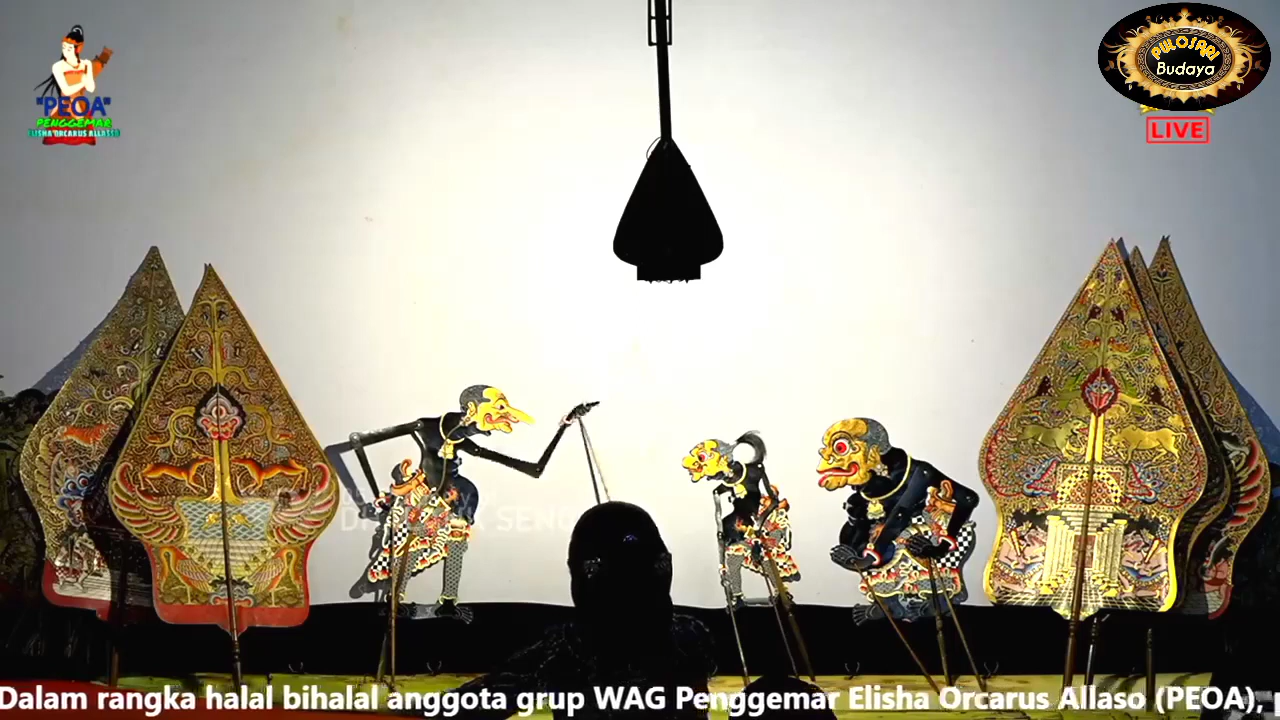 "PEOA"
PENGGEMAR
ELISHA ORCARUS ALLASO
PULOSARI
Budaya
LIVE
Dalam rangka halal bihalal anggota grup WAG Penggemar Elisha Orcarus Allaso (PEOA),